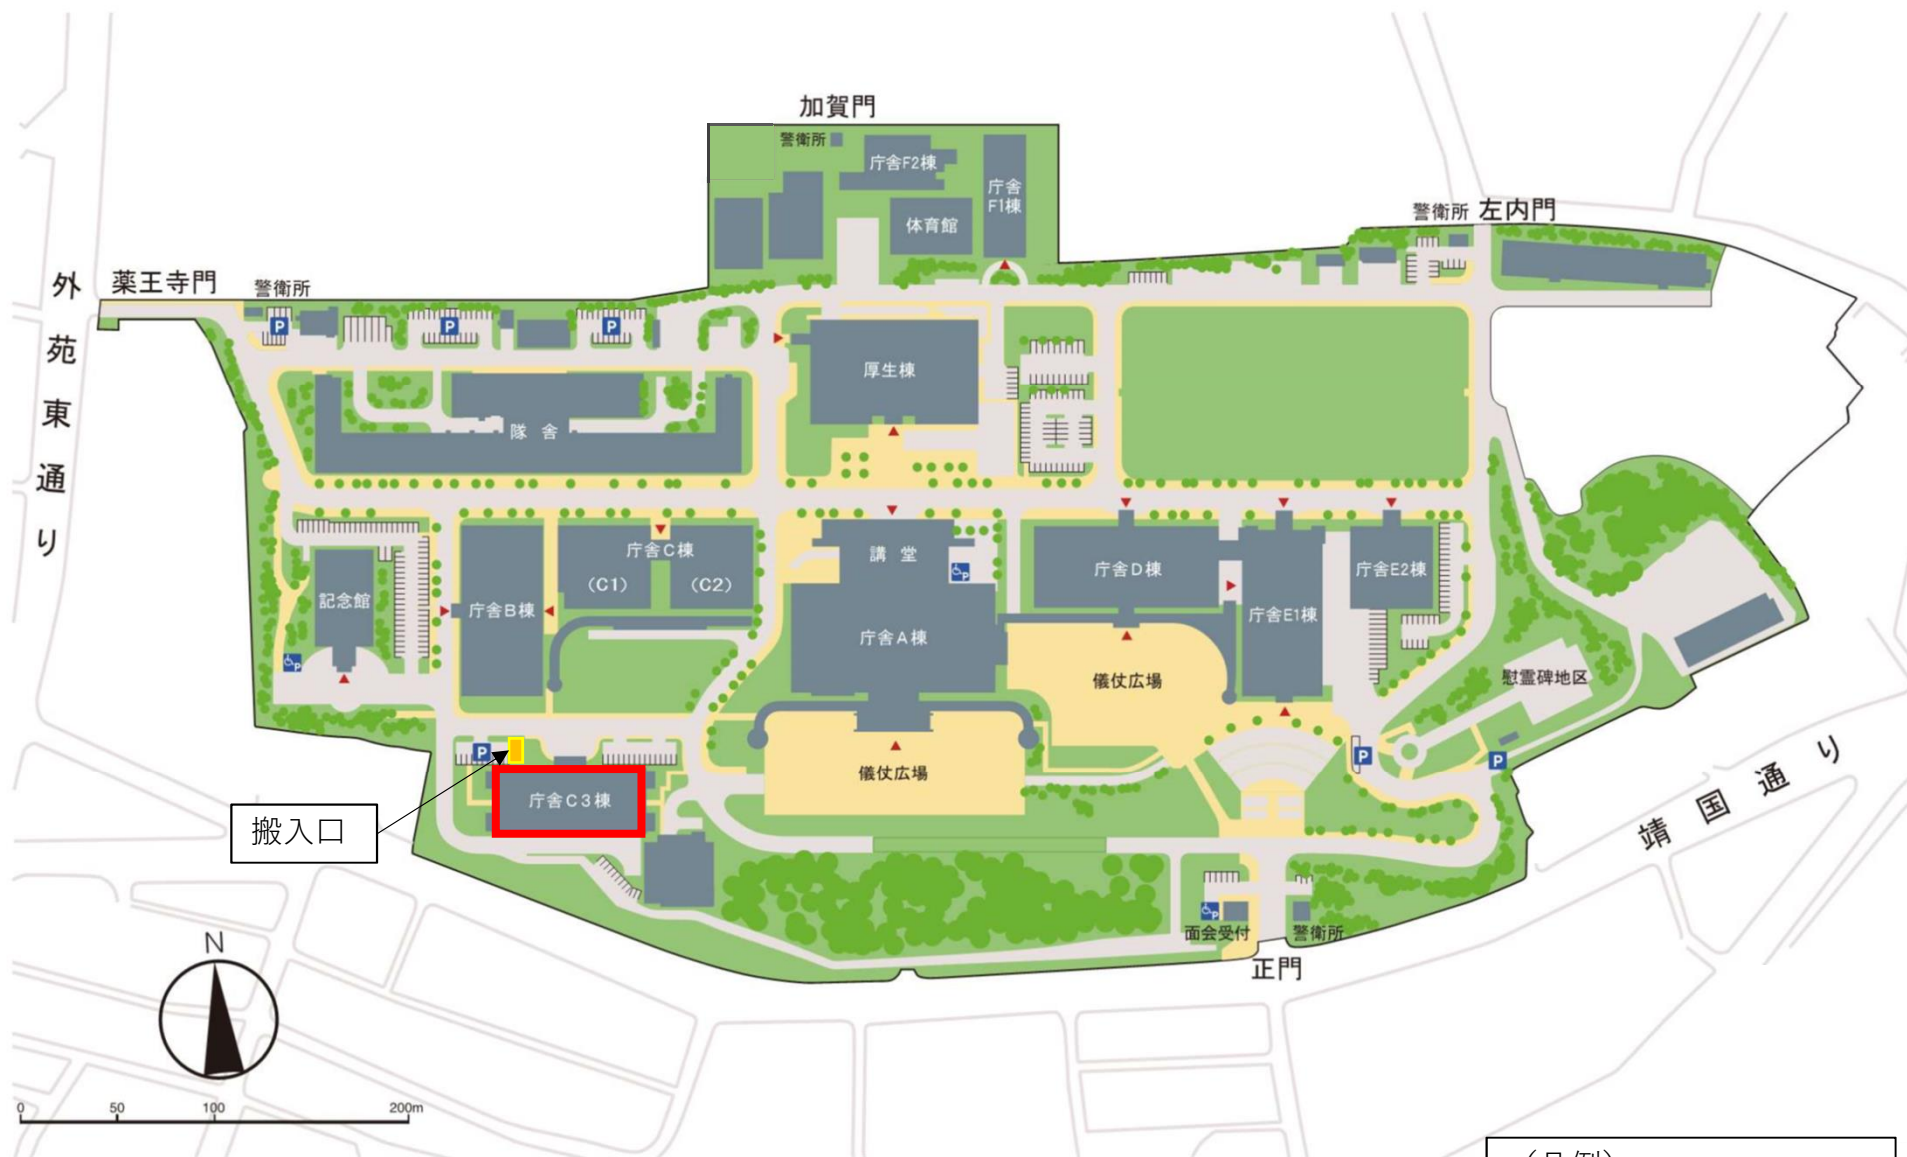 加賀門
警衛所
庁舎F2棟
庁舎
F1棟
体育館
警衛所 左内門
外苑東通り
薬王寺門
警衛所
P
P
P
厚生棟
隊 舎
講 堂
庁舎C棟
(C1)
(C2)
庁舎D棟
庁舎E2棟
P
記念館
庁舎B棟
庁舎A棟
庁舎E1棟
P
儀仗広場
慰霊碑地区
P
P
P
儀仗広場
庁舎C3棟
搬入口
靖国通り
P
面会受付
警衛所
正門
N
0 50 100 200m